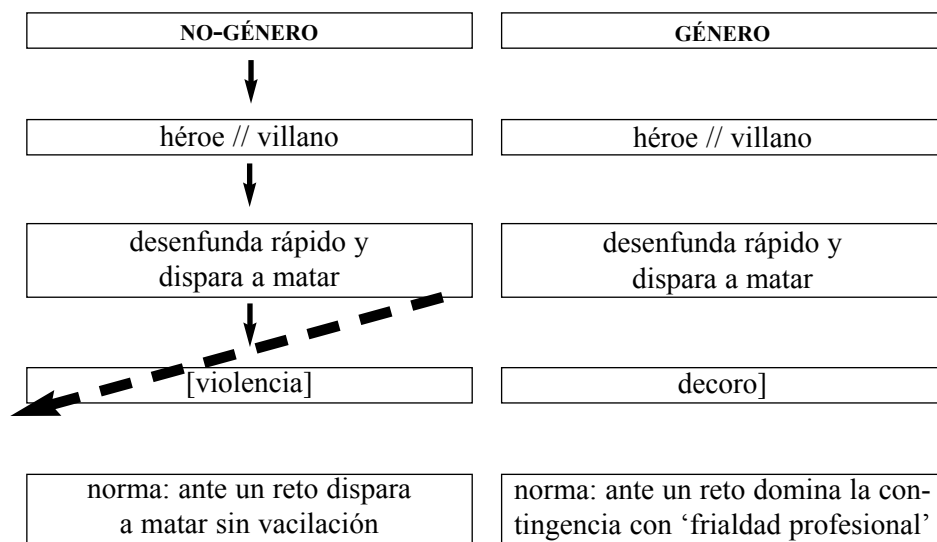 NO-GÉNERO
GÉNERO
héroe // villano
héroe // villano
desenfunda rápido y
dispara a matar
desenfunda rápido y
dispara a matar
[violencia]
decoro]
norma: ante un reto dispara
a matar sin vacilación
norma: ante un reto domina la con-
tingencia con ‘frialdad profesional’